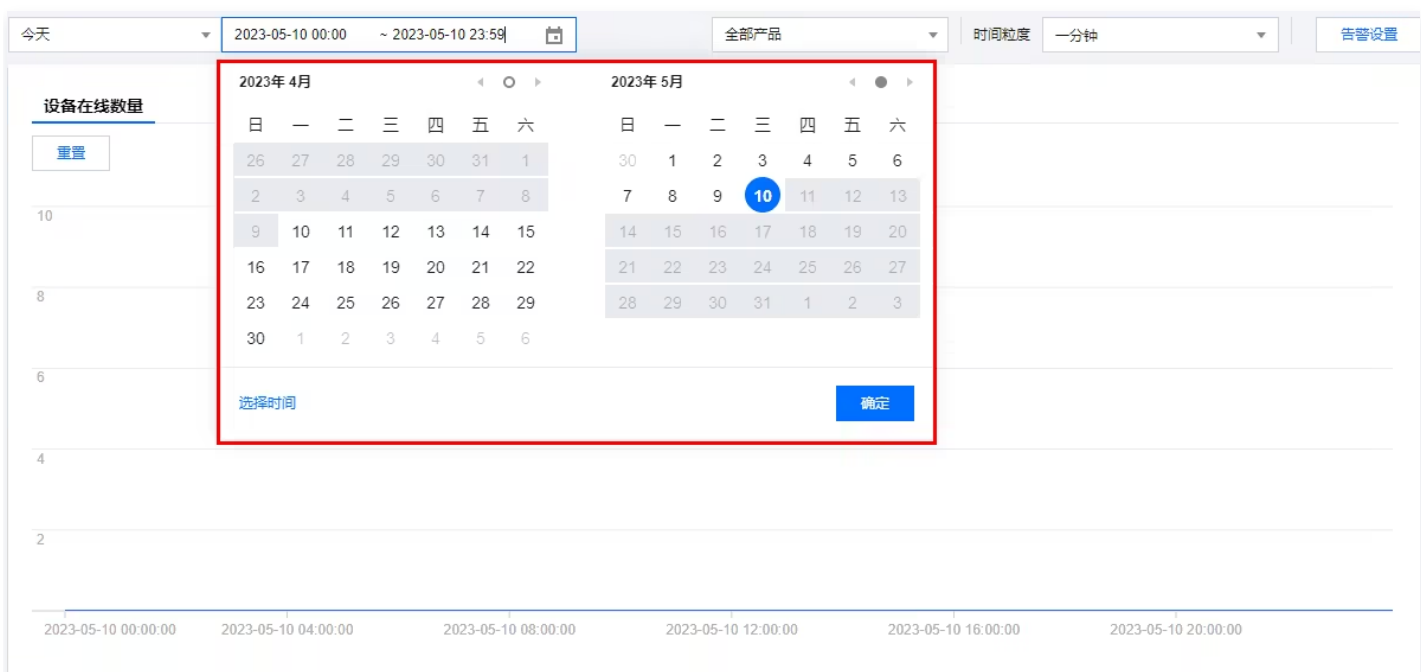 今天 2023-05-10 00:00 ~ 2023-05-10 23:59 全部产品 时间粒度 一分钟 告警设置
2023年 4月 2023年 5月
设备在线数量
日 一 二 三 四 五 六 日 一 二 三 四 五 六
重置
26 27 28 29 30 31 1 30 1 2 3 4 5 6
2 3 4 5 6 7 8 7 8 9 10 11 12 13
10
9 10 11 12 13 14 15 14 15 16 17 18 19 20
16 17 18 19 20 21 22 21 22 23 24 25 26 27
8
23 24 25 26 27 28 29 28 29 30 31 1 2 3
30 1 2 3 4 5 6
6
选择时间 确定
4
2
2023-05-10 00:00:00 2023-05-10 04:00:00 2023-05-10 08:00:00 2023-05-10 12:00:00 2023-05-10 16:00:00 2023-05-10 20:00:00